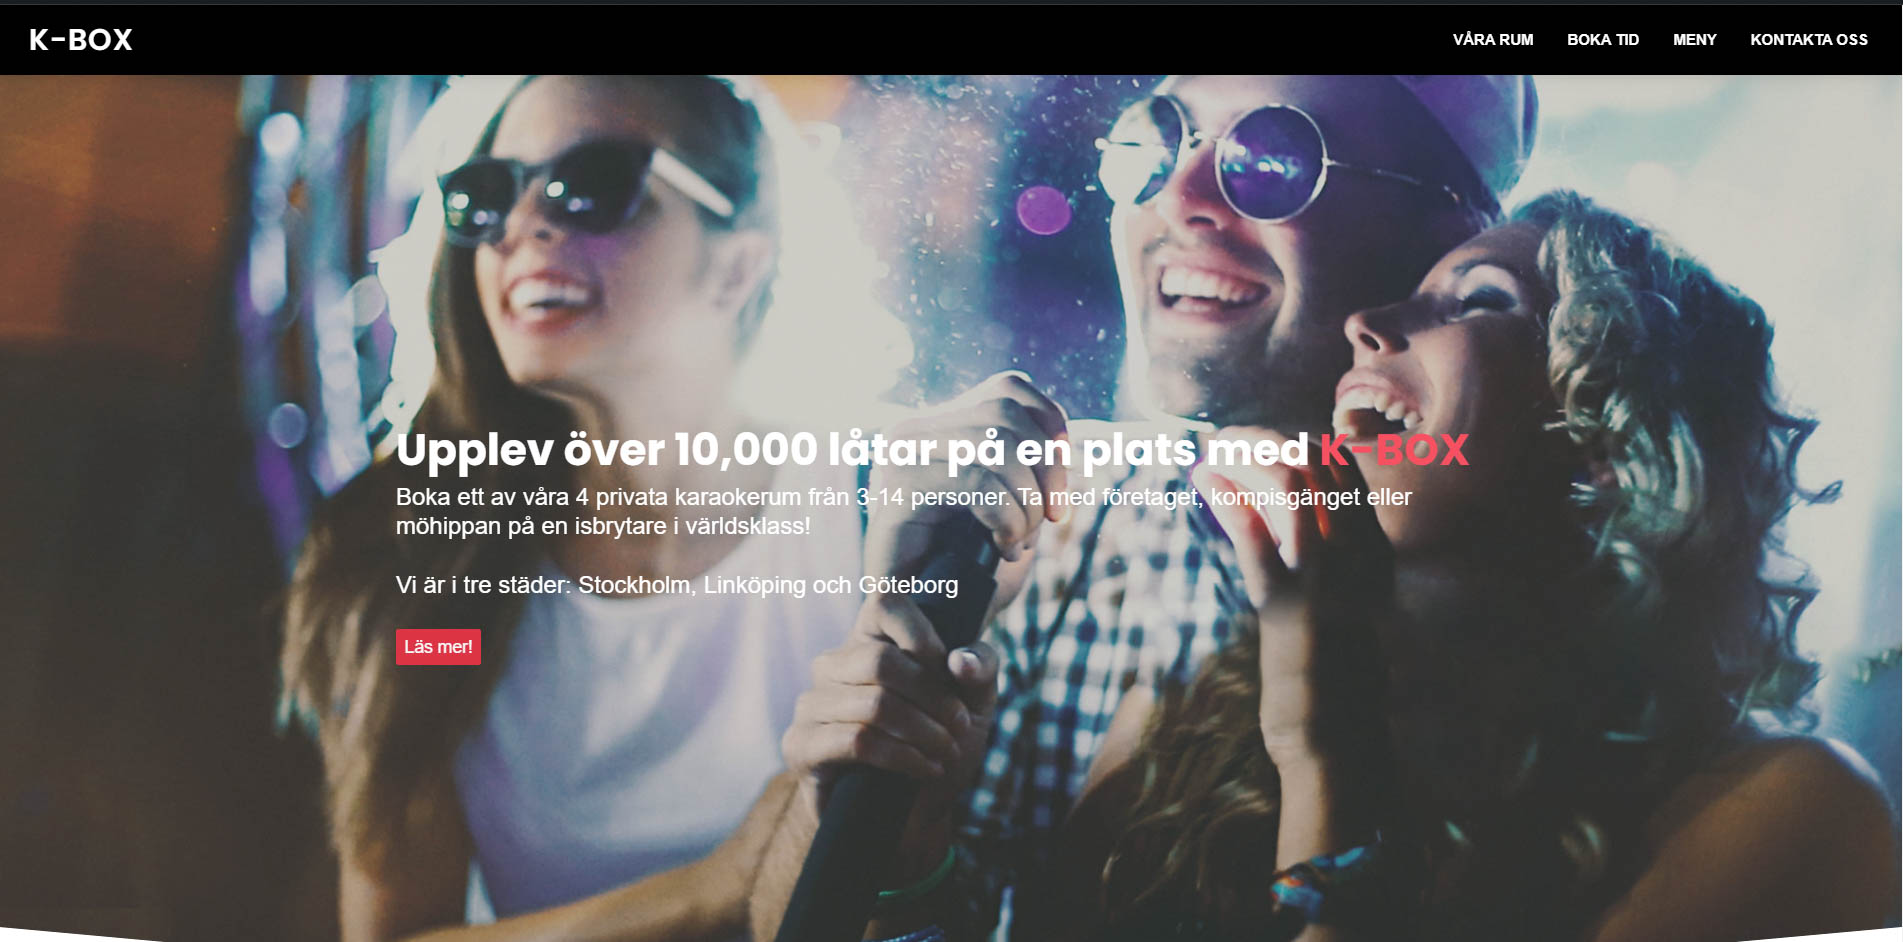 K-BOX
VÅRA RUM BOKA TID MENY KONTAKTA OSS
Upplev över 10,000 låtar på en plats med K-BOX
Boka ett av våra 4 privata karaokerum från 3-14 personer. Ta med företaget, kompisgänget eller
möhippan på en isbrytare i världsklass!
Vi är i tre städer: Stockholm, Linköping och Göteborg
Läs mer!